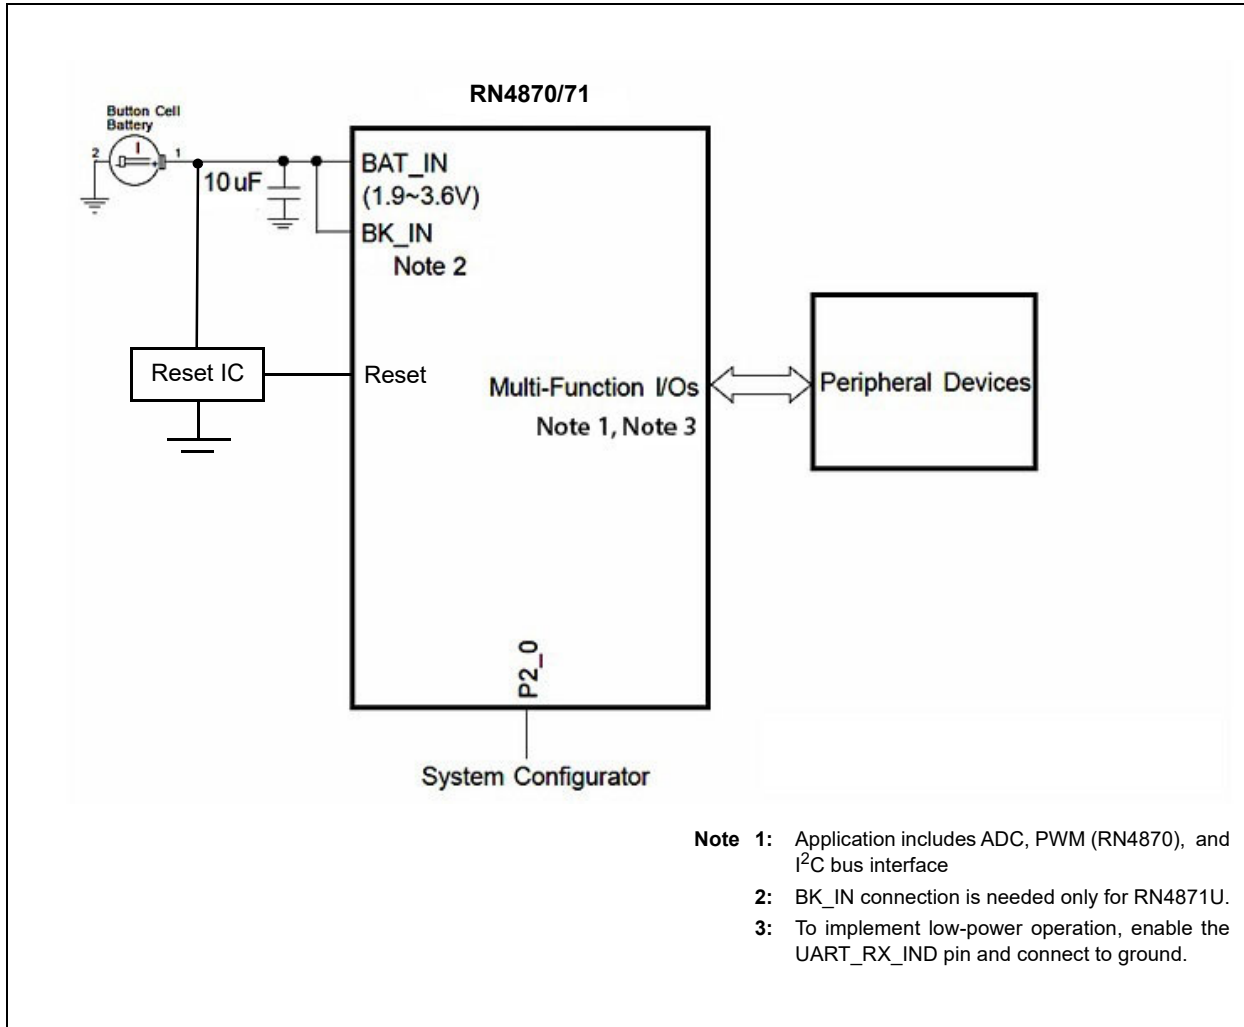 RN4870/71
Button Cell
Battery
2
1
10 uF
BAT_IN
(1.9~3.6V)
BK_IN
Note 2
Reset IC
Reset
Multi-Function I/Os
Note 1, Note 3
Peripheral Devices
P2_0
System Configurator
Note 1: Application includes ADC, PWM (RN4870), and
I2C bus interface
2: BK_IN connection is needed only for RN4871U.
3: To implement low-power operation, enable the
UART_RX_IND pin and connect to ground.